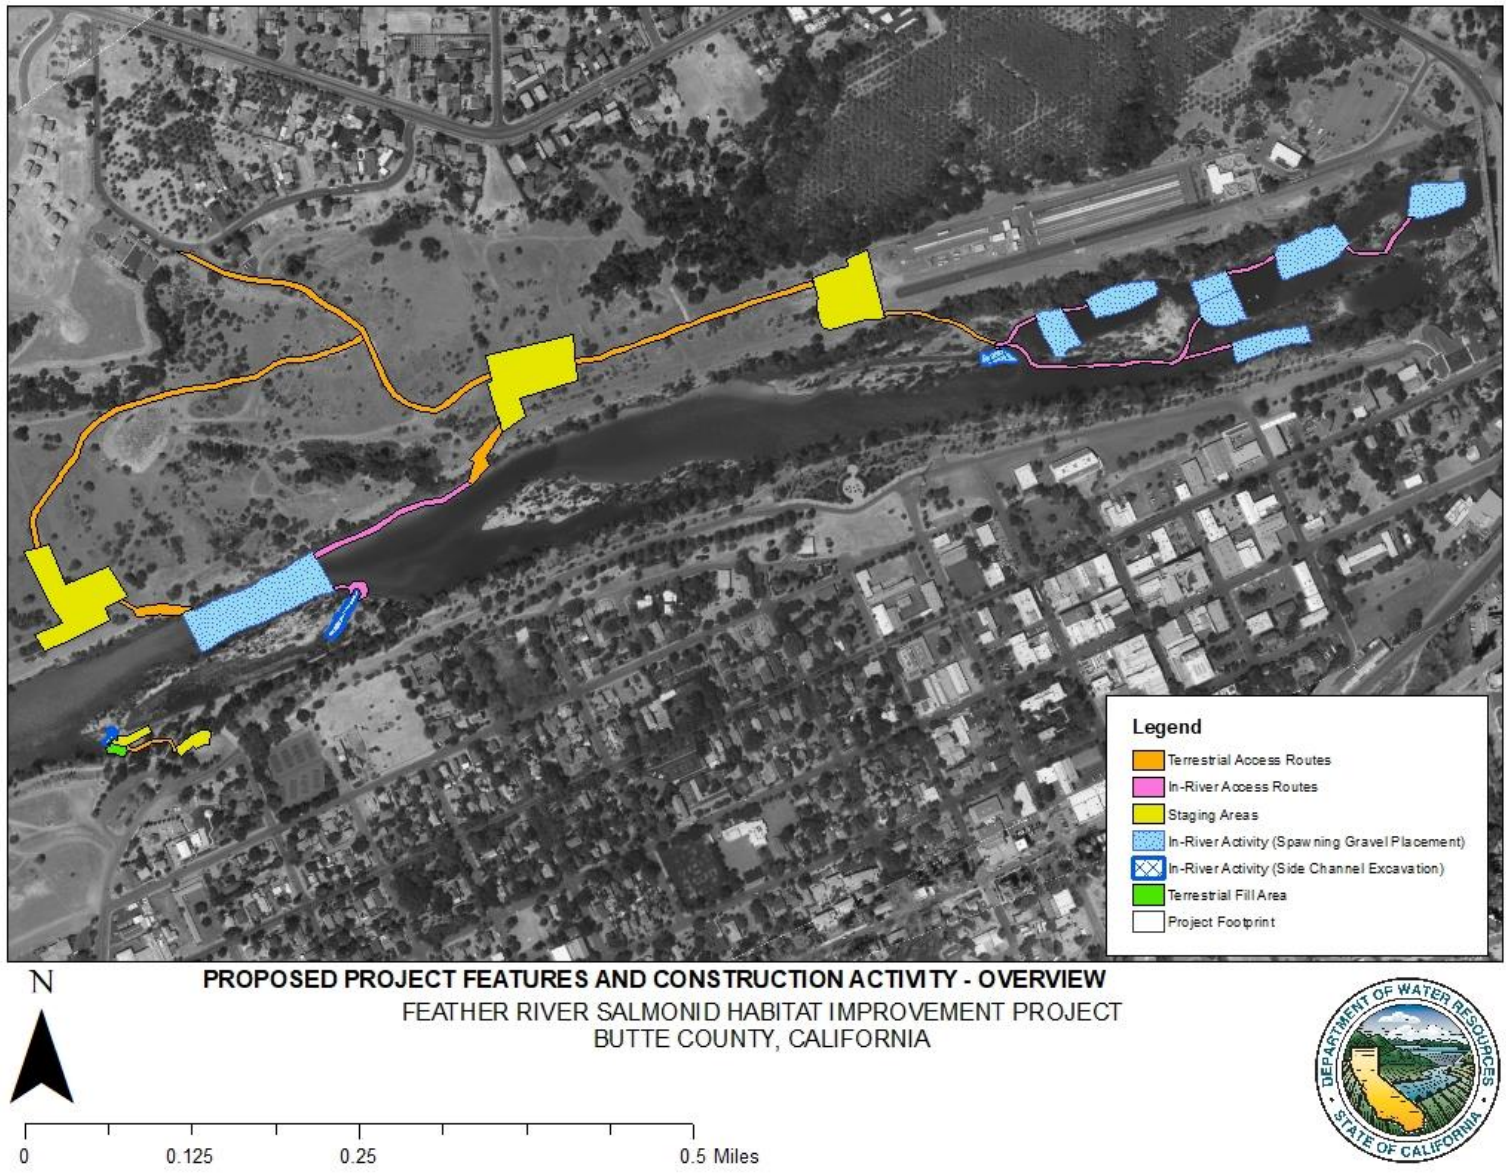 Legend
Terrestrial Access Routes
In-River Access Routes
Staging Areas
In-River Activity (Spawning Gravel Placement)
In-River Activity (Side Channel Excavation)
Terrestrial Fill Area
Project Footprint
N
PROPOSED PROJECT FEATURES AND CONSTRUCTION ACTIVITY - OVERVIEW
FEATHER RIVER SALMONID HABITAT IMPROVEMENT PROJECT
BUTTE COUNTY, CALIFORNIA
0 0.125 0.25 0.5 Miles
DEPARTMENT OF WATER RESOURCES
STATE OF CALIFORNIA